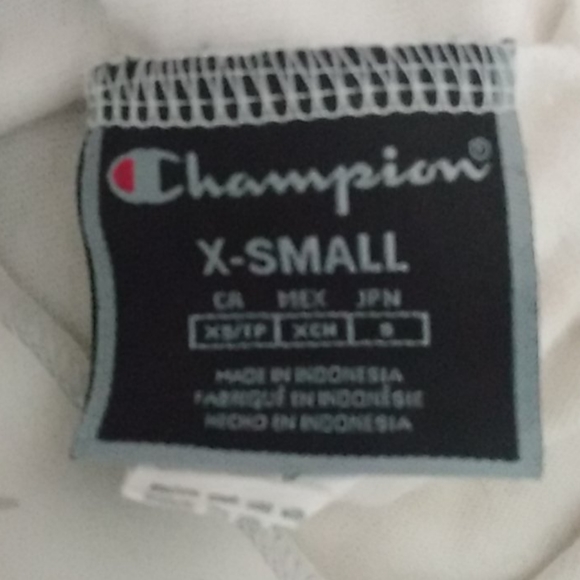 Champion®
X-SMALL
CA MEX JPN
XS/TP XCH S
MADE IN INDONESIA
FABRIQUÉ EN INDONÉSIE
HECHO EN INDONESIA